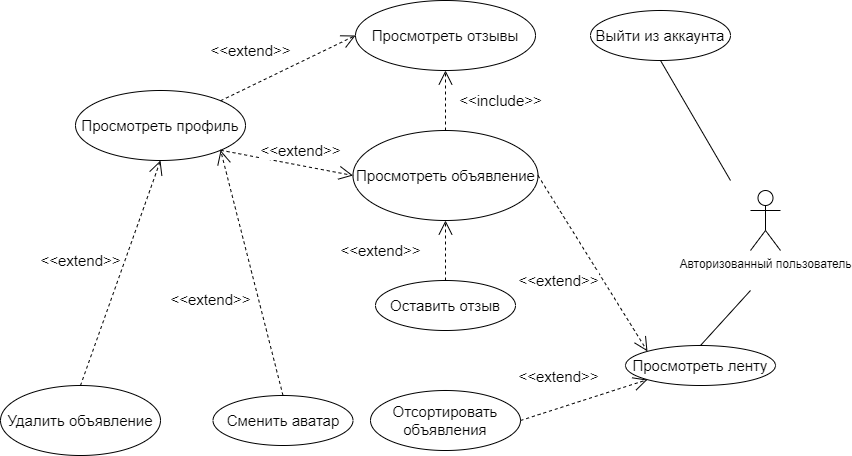 Просмотреть отзывы
Выйти из аккаунта
<<extend>>
<<include>>
Просмотреть профиль
<<extend>>
Просмотреть объявление
<<extend>>
<<extend>>
Авторизованный пользователь
<<extend>>
<<extend>>
Оставить отзыв
Просмотреть ленту
<<extend>>
Удалить объявление
Сменить аватар
Отсортировать
объявления